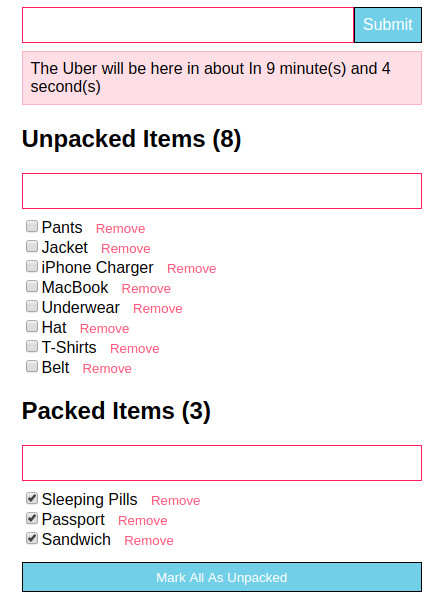 Submit
The Uber will be here in about In 9 minute(s) and 4
second(s)
Unpacked Items (8)
Pants Remove
Jacket Remove
iPhone Charger Remove
MacBook Remove
Underwear Remove
Hat Remove
T-Shirts Remove
Belt Remove
Packed Items (3)
Sleeping Pills Remove
Passport Remove
Sandwich Remove
Mark All As Unpacked